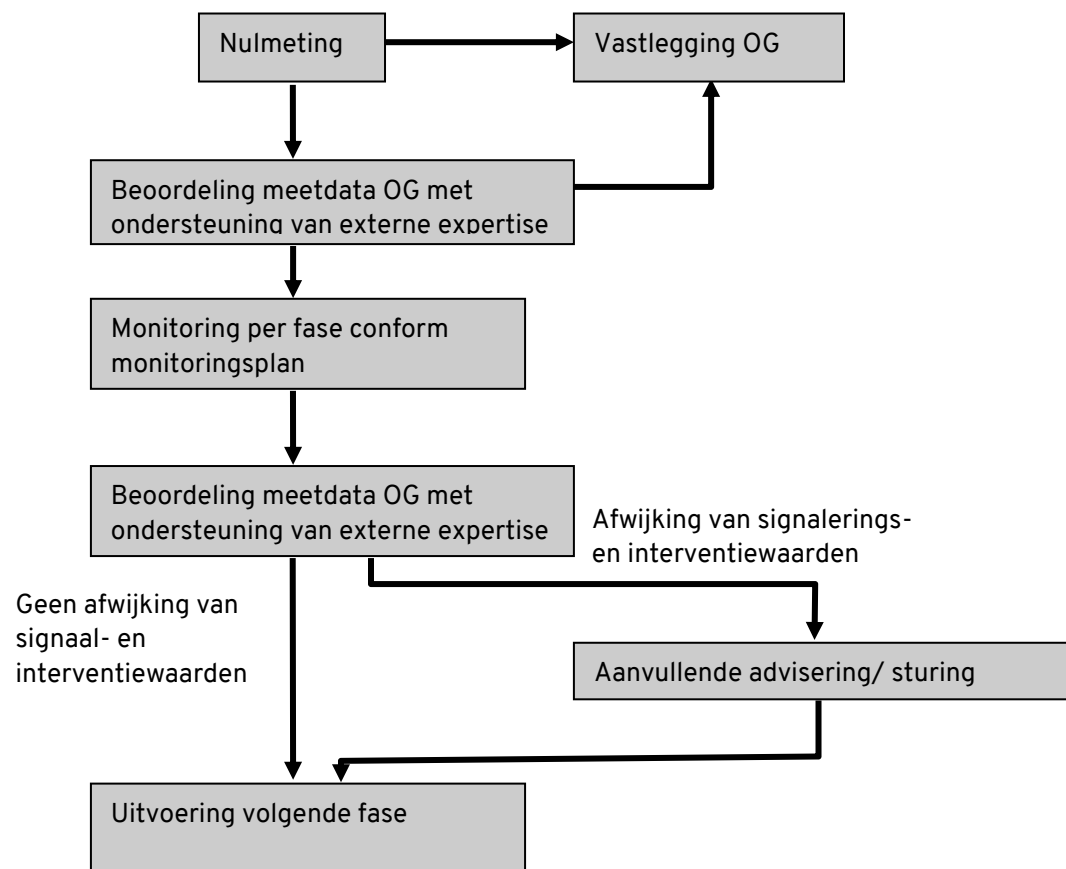 Nulmeting
Vastlegging OG
Beoordeling meetdata OG met
ondersteuning van externe expertise
Monitoring per fase conform
monitoringsplan
Beoordeling meetdata OG met
ondersteuning van externe expertise
Afwijking van signalerings-
en interventiewaarden
Geen afwijking van
signaal- en
interventiewaarden
Aanvullende advisering/ sturing
Uitvoering volgende fase